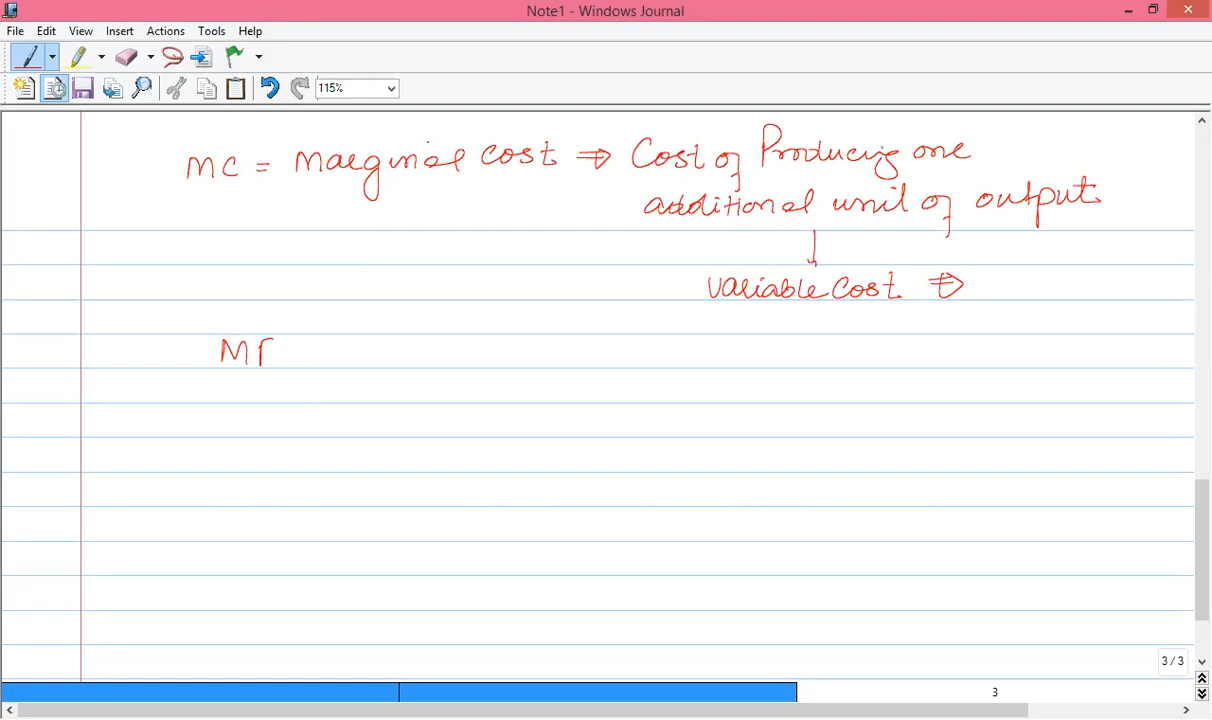 Note1 - Windows Journal
File Edit View Insert Actions Tools Help
115%
MC = Marginal Cost ⇒ Cost of Producing one
additional unit of output
↓
Variable Cost ⇒
M
3 / 3
3